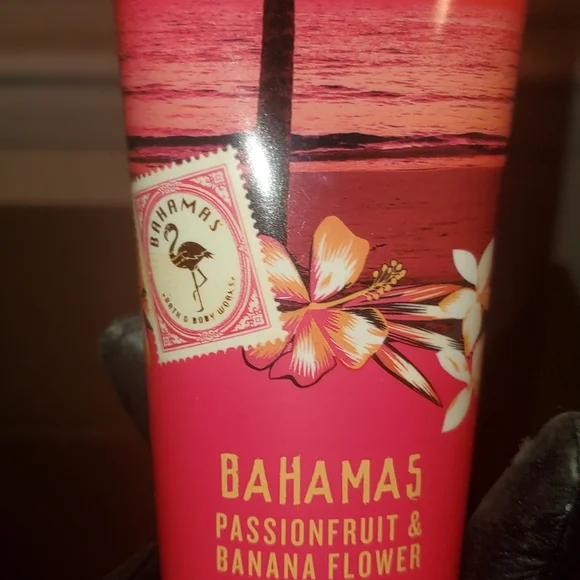 BAHAMAS
BATH & BODY WORKS
BAHAMAS
PASSIONFRUIT &
BANANA FLOWER